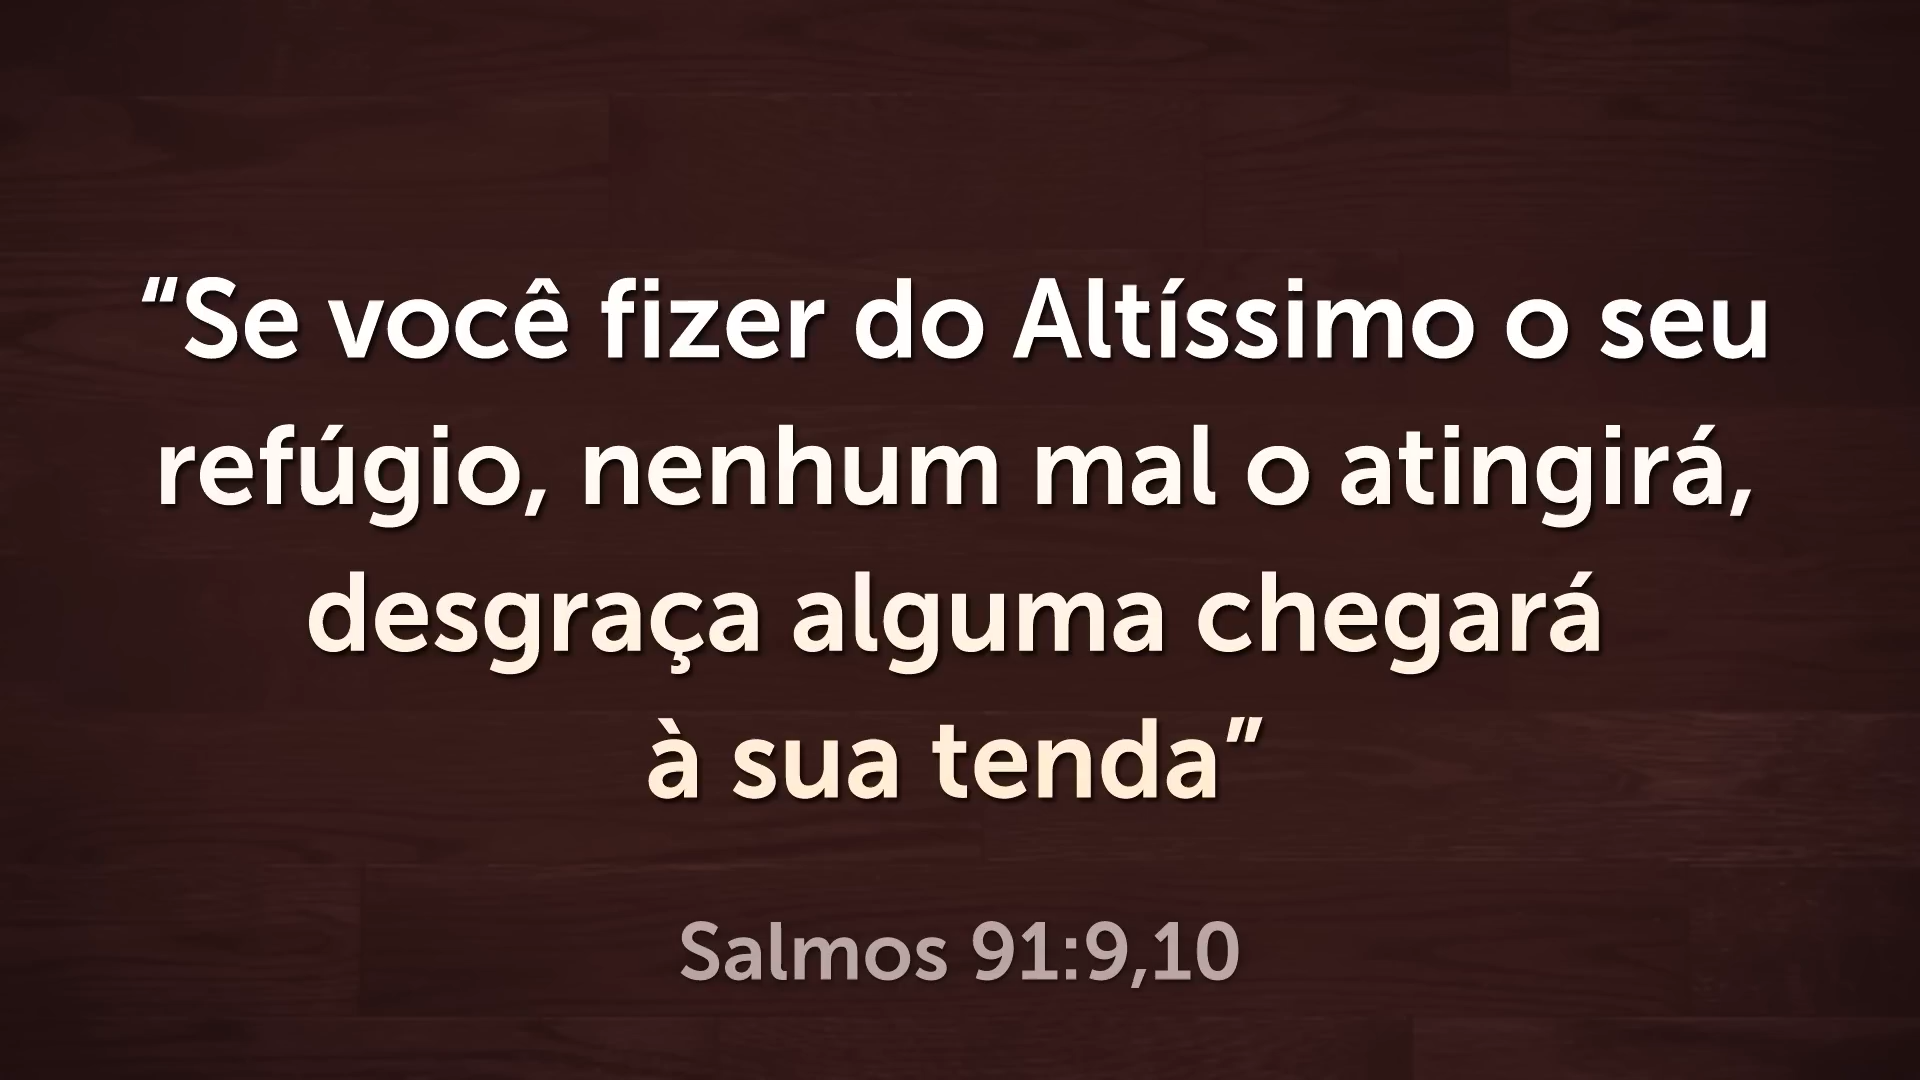 “Se você fizer do Altíssimo o seu
refúgio, nenhum mal o atingirá,
desgraça alguma chegará
à sua tenda”
Salmos 91:9,10